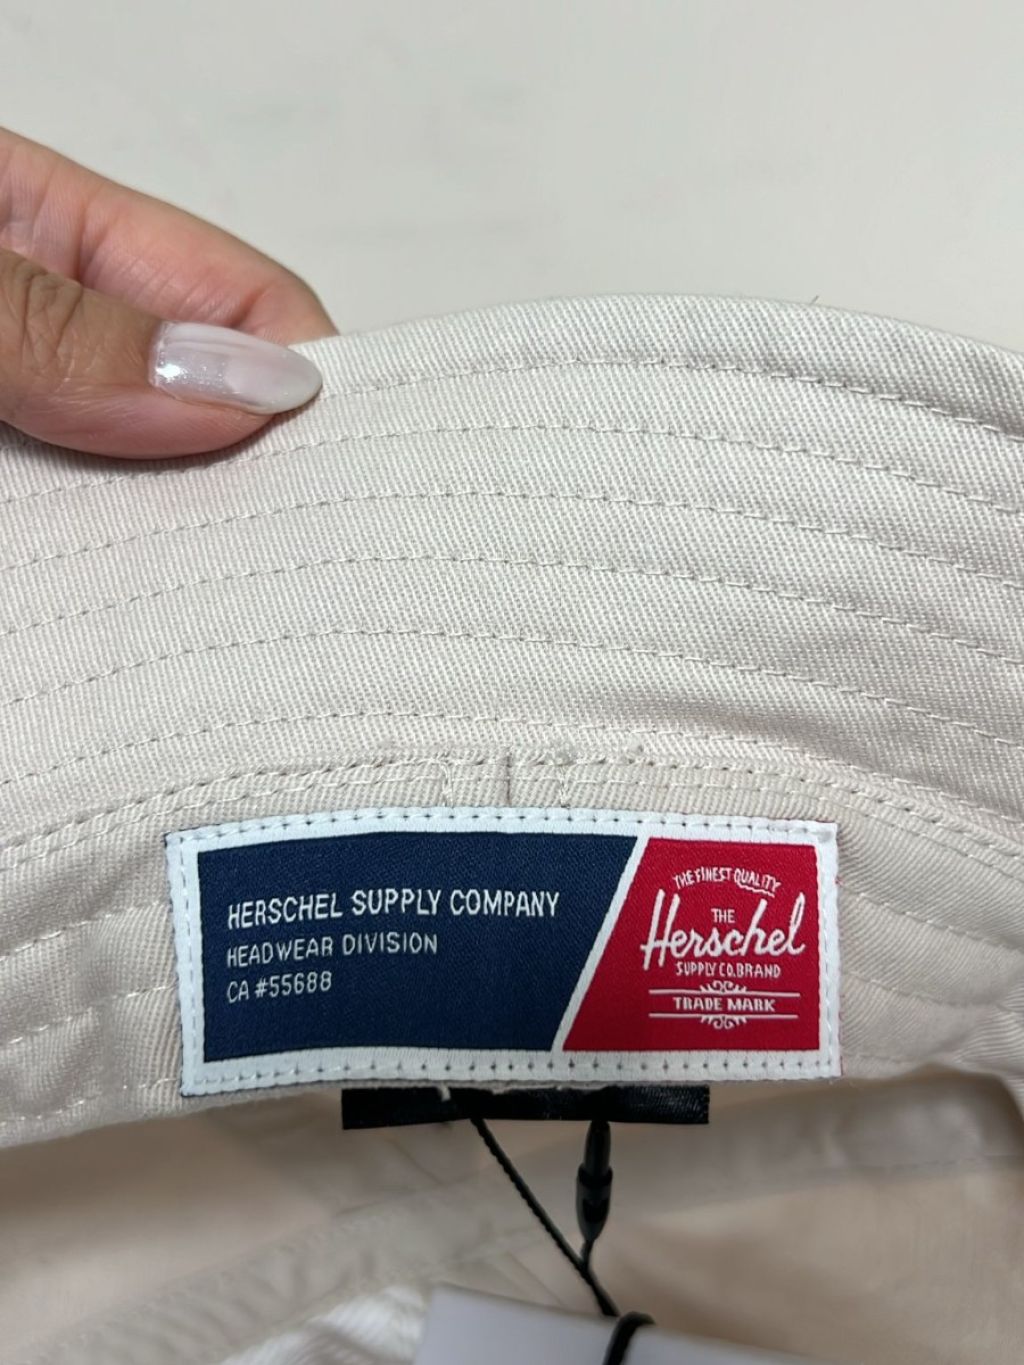 HERSCHEL SUPPLY COMPANY
HEADWEAR DIVISION
CA #55688
THE FINEST QUALITY
THE
Herschel
SUPPLY CO. BRAND
TRADE MARK